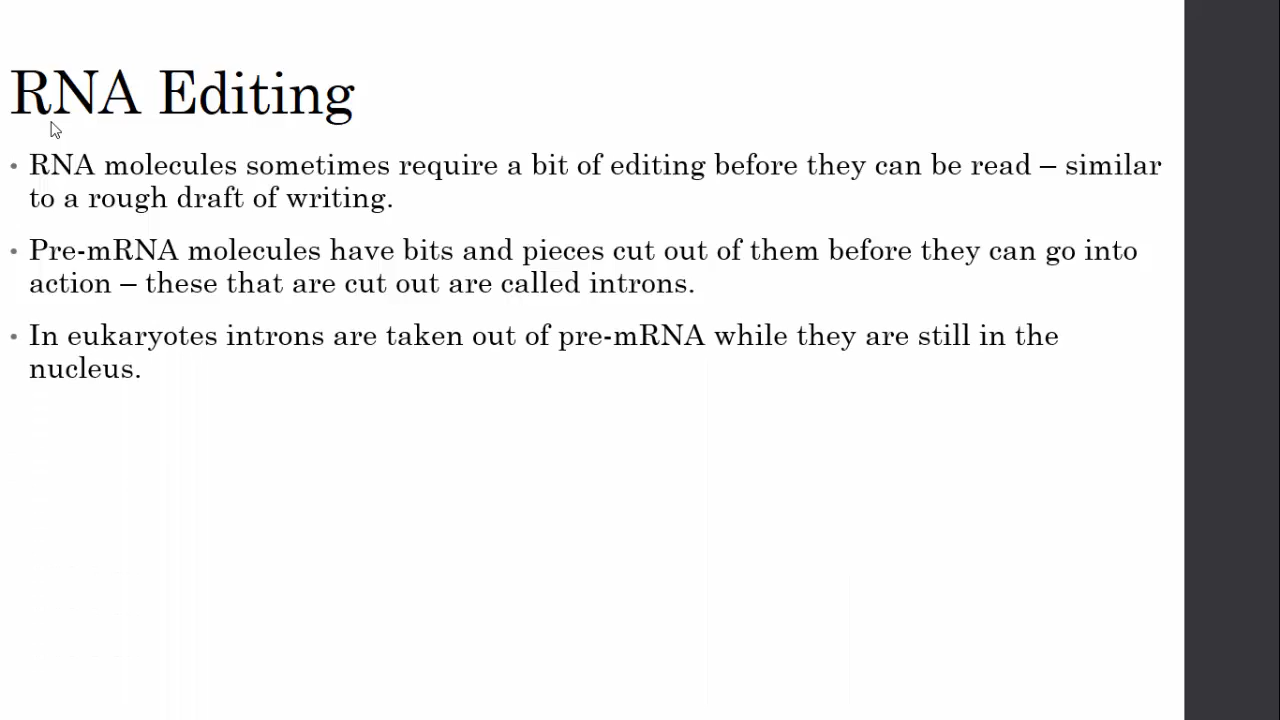 RNA Editing
• RNA molecules sometimes require a bit of editing before they can be read – similar
to a rough draft of writing.
• Pre-mRNA molecules have bits and pieces cut out of them before they can go into
action – these that are cut out are called introns.
• In eukaryotes introns are taken out of pre-mRNA while they are still in the
nucleus.